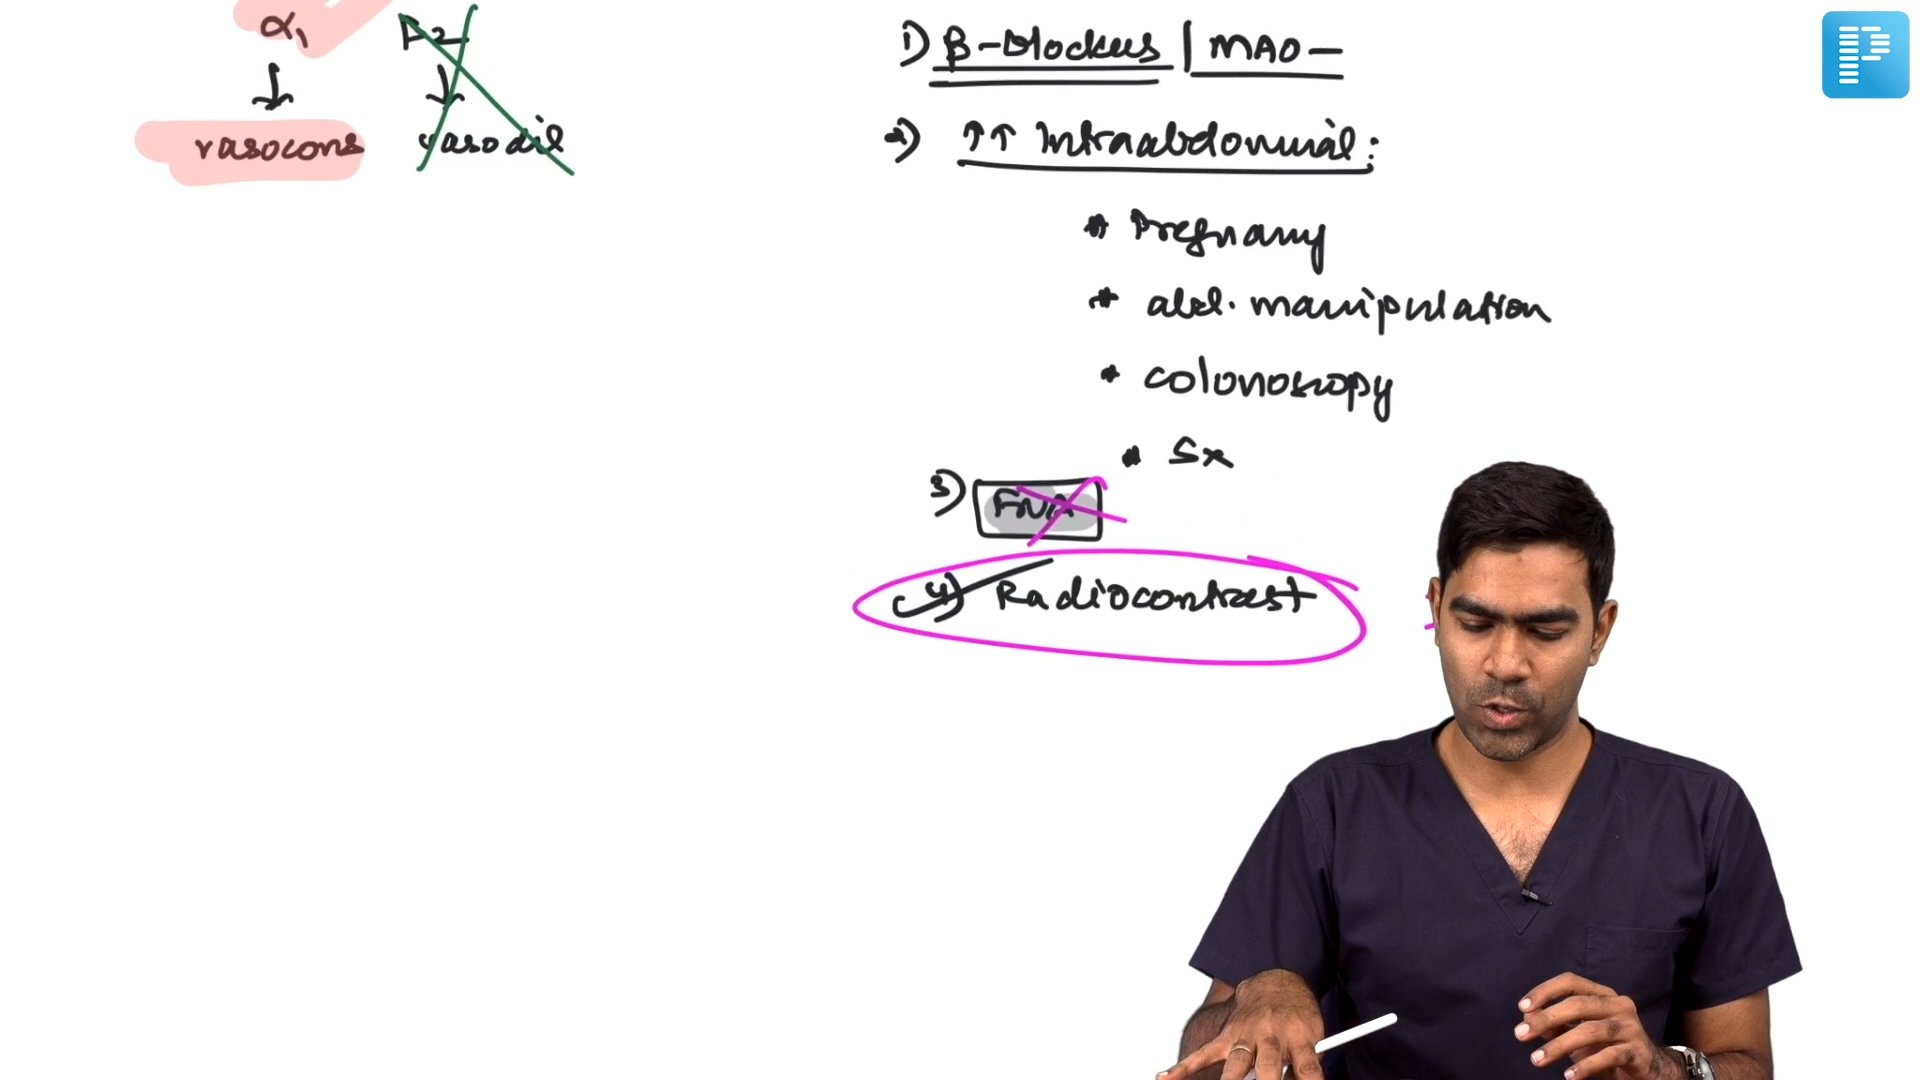 α₁ β2
↓ ↓
vasocons vasodil
1) β-blockers | MAO-
2) ↑↑ Intraabdominal:
* Pregnancy
* abd. manipulation
* colonoscopy
* Sx
3) FNA
4) Radiocontrast